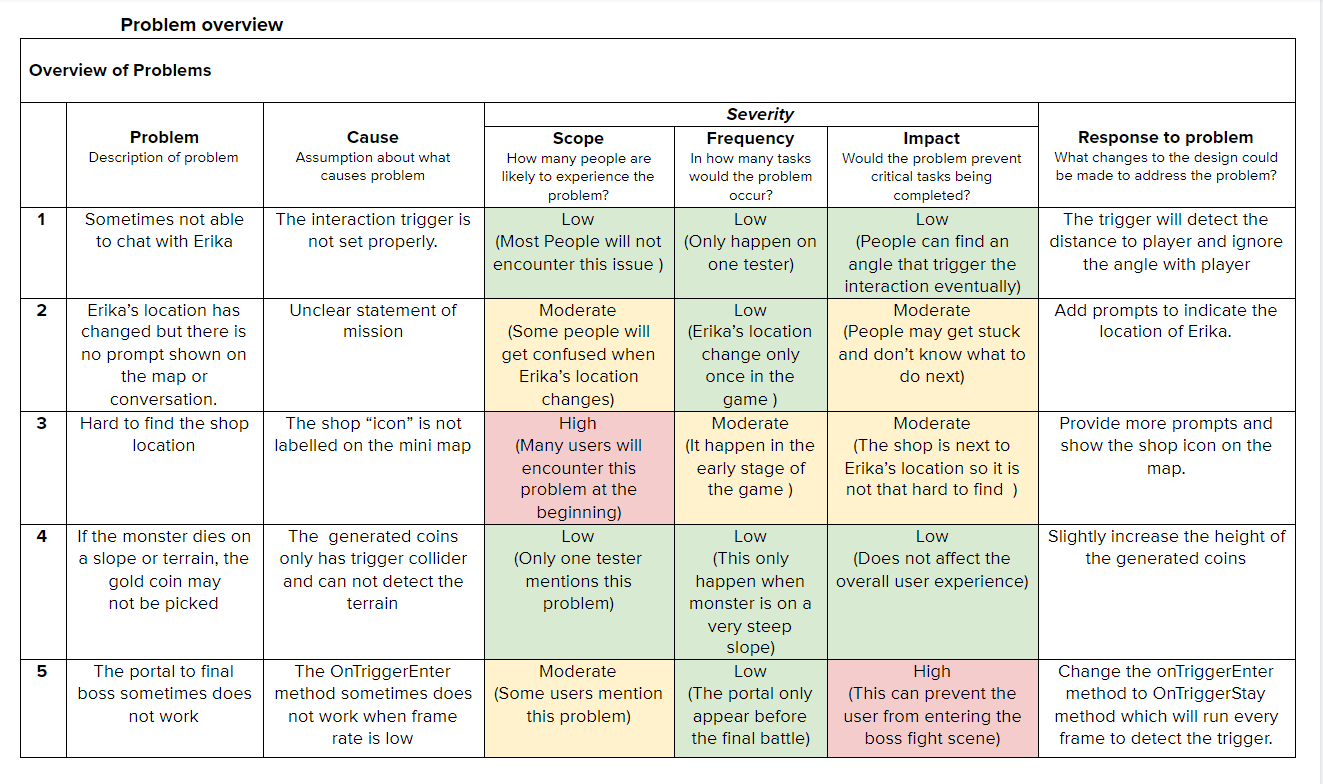 Problem overview
Overview of Problems
Severity
Problem
Description of problem
Cause
Assumption about what
causes problem
Scope
How many people are
likely to experience the
problem?
Frequency
In how many tasks
would the problem
occur?
Impact
Would the problem prevent
critical tasks being
completed?
Response to problem
What changes to the design could
be made to address the problem?
1
Sometimes not able
to chat with Erika
The interaction trigger is
not set properly.
Low
(Most People will not
encounter this issue )
Low
(Only happen on
one tester)
Low
(People can find an
angle that trigger the
interaction eventually)
The trigger will detect the
distance to player and ignore
the angle with player
2
Erika’s location has
changed but there is
no prompt shown on
the map or
conversation.
Unclear statement of
mission
Moderate
(Some people will
get confused when
Erika’s location
changes)
Low
(Erika’s location
change only
once in the
game )
Moderate
(People may get stuck
and don’t know what to
do next)
Add prompts to indicate the
location of Erika.
3
Hard to find the shop
location
The shop “icon” is not
labelled on the mini map
High
(Many users will
encounter this
problem at the
beginning)
Moderate
(It happen in the
early stage of
the game )
Moderate
(The shop is next to
Erika’s location so it is
not that hard to find  )
Provide more prompts and
show the shop icon on the
map.
4
If the monster dies on
a slope or terrain, the
gold coin may
not be picked
The  generated coins
only has trigger collider
and can not detect the
terrain
Low
(Only one tester
mentions this
problem)
Low
(This only
happen when
monster is on a
very steep
slope)
Low
(Does not affect the
overall user experience)
Slightly increase the height of
the generated coins
5
The portal to final
boss sometimes does
not work
The OnTriggerEnter
method sometimes does
not work when frame
rate is low
Moderate
(Some users mention
this problem)
Low
(The portal only
appear before
the final battle)
High
(This can prevent the
user from entering the
boss fight scene)
Change the onTriggerEnter
method to OnTriggerStay
method which will run every
frame to detect the trigger.